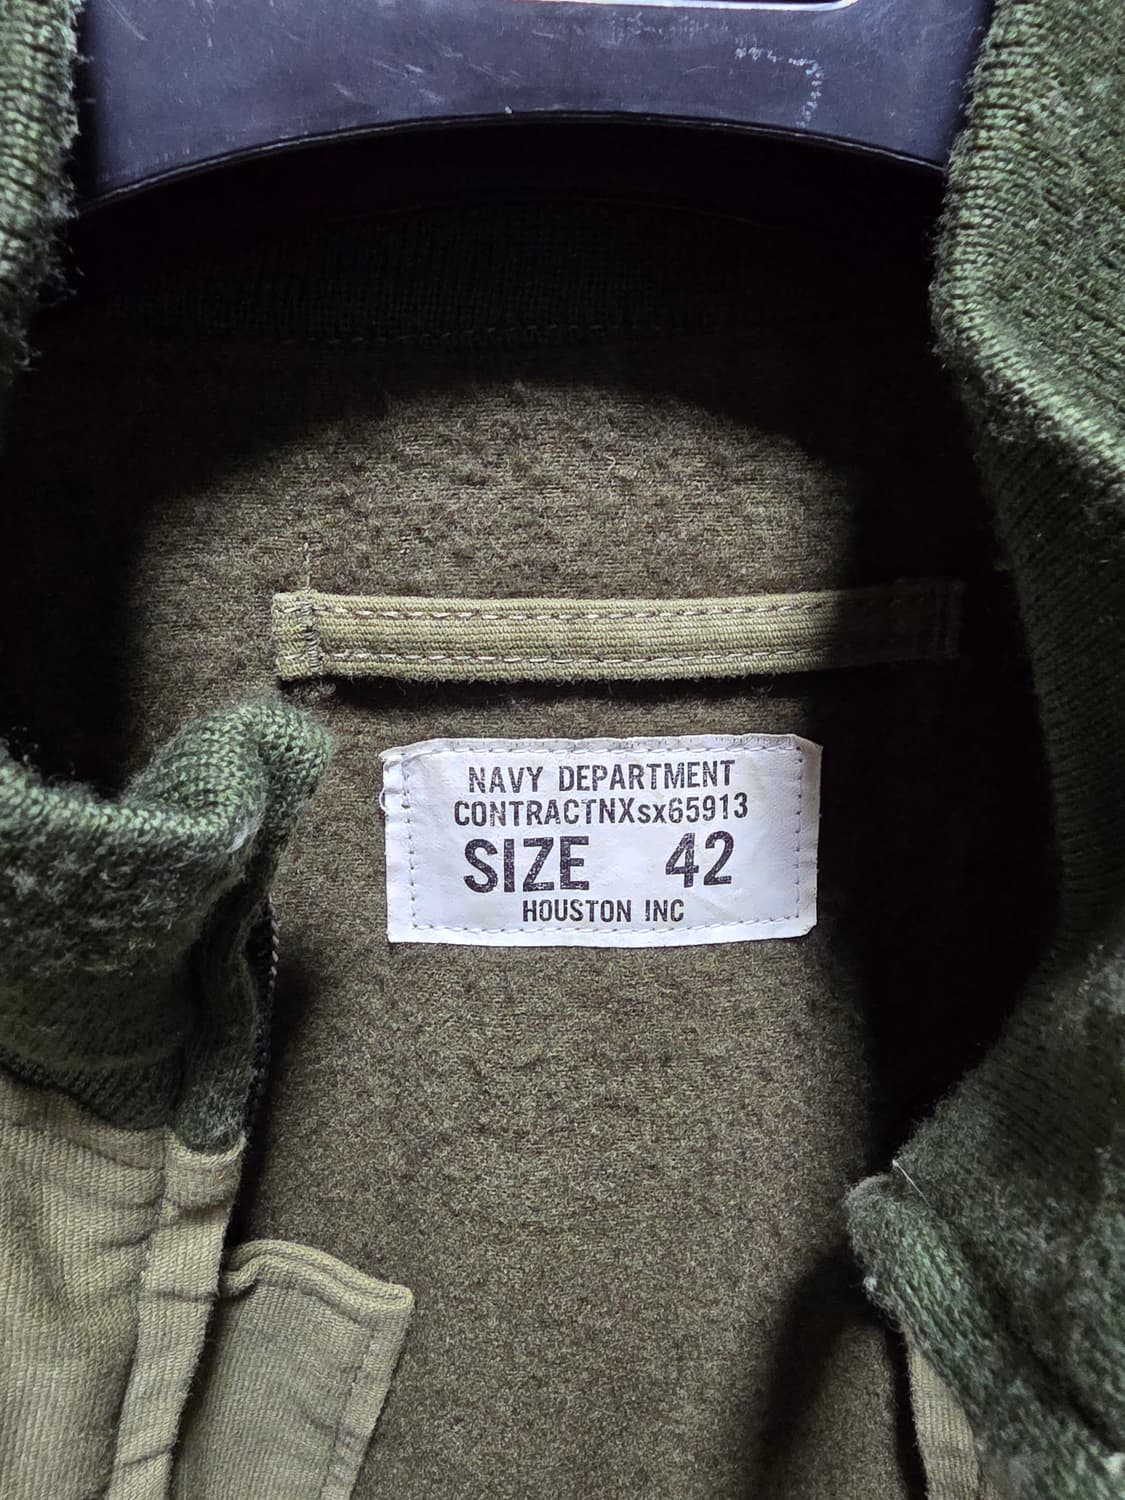 NAVY DEPARTMENT
CONTRACTNXsx65913
SIZE 42
HOUSTON INC